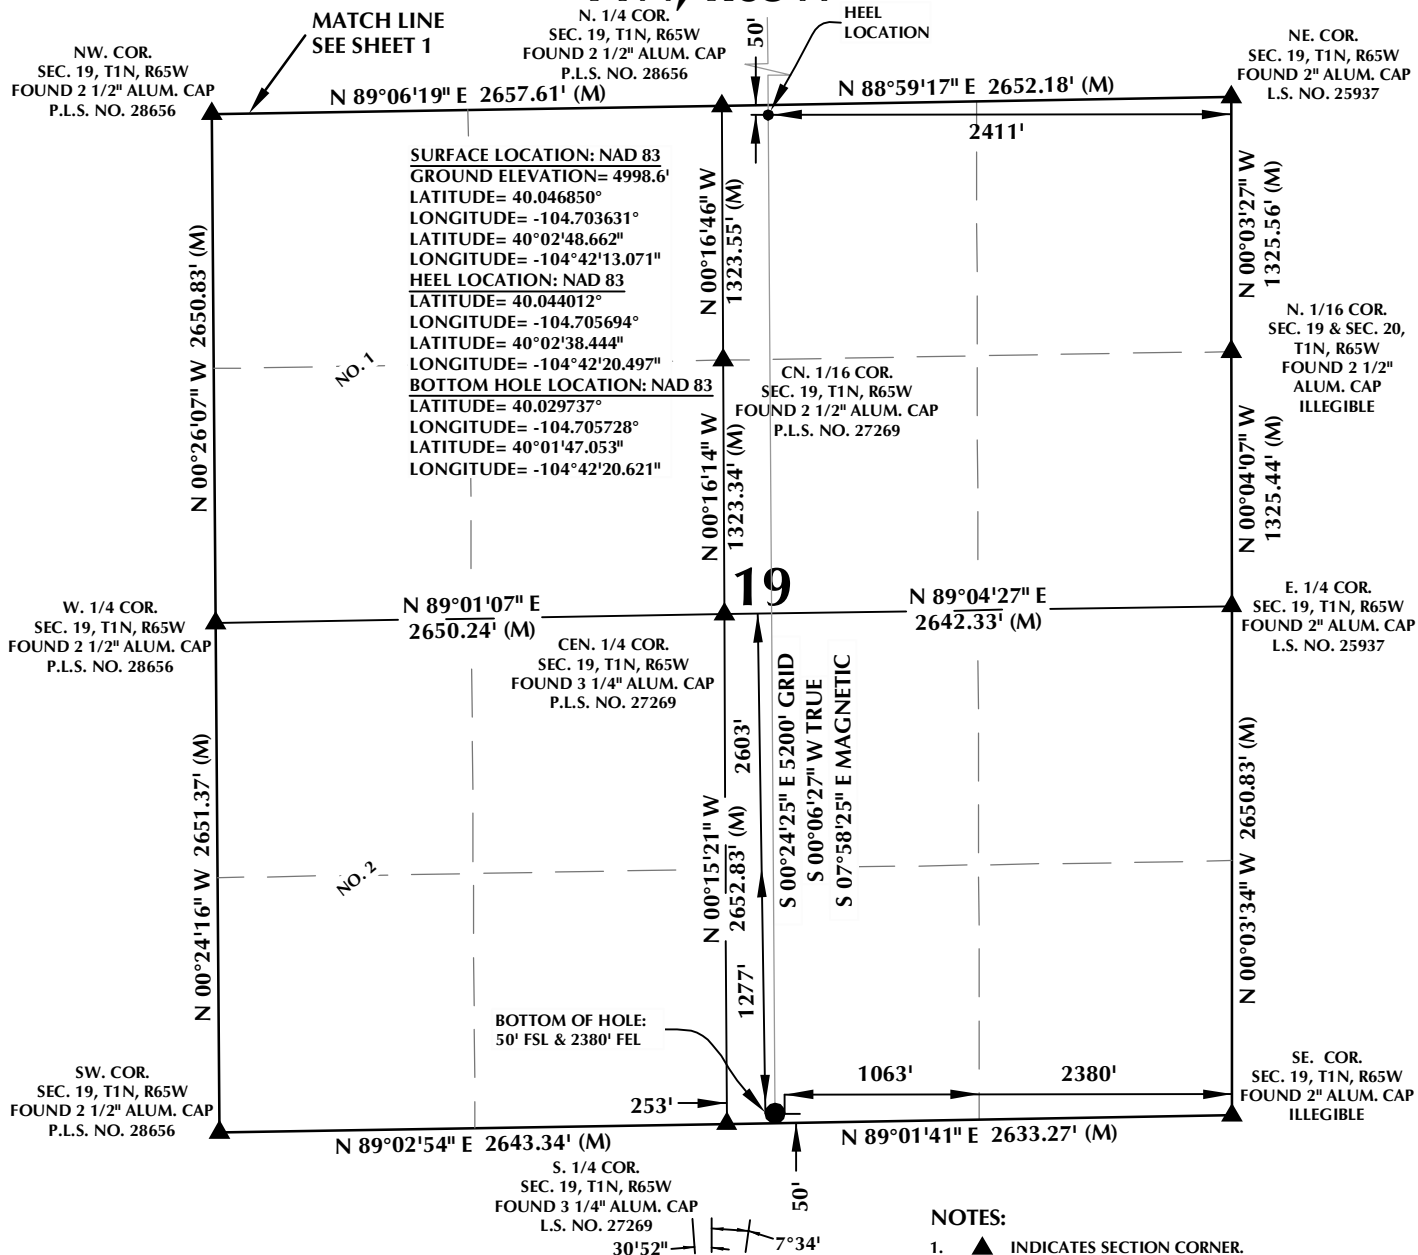 MATCH LINE
SEE SHEET 1
N. 1/4 COR.
SEC. 19, T1N, R65W
FOUND 2 1/2" ALUM. CAP
P.L.S. NO. 28656
50'
HEEL
LOCATION
NW. COR.
SEC. 19, T1N, R65W
FOUND 2 1/2" ALUM. CAP
P.L.S. NO. 28656
NE. COR.
SEC. 19, T1N, R65W
FOUND 2" ALUM. CAP
L.S. NO. 25937
N 89°06'19" E 2657.61' (M)
N 88°59'17" E 2652.18' (M)
2411'
SURFACE LOCATION: NAD 83
GROUND ELEVATION= 4998.6'
LATITUDE= 40.046850°
LONGITUDE= -104.703631°
LATITUDE= 40°02'48.662"
LONGITUDE= -104°42'13.071"
HEEL LOCATION: NAD 83
LATITUDE= 40.044012°
LONGITUDE= -104.705694°
LATITUDE= 40°02'38.444"
LONGITUDE= -104°42'20.497"
BOTTOM HOLE LOCATION: NAD 83
LATITUDE= 40.029737°
LONGITUDE= -104.705728°
LATITUDE= 40°01'47.053"
LONGITUDE= -104°42'20.621"
N 00°26'07" W 2650.83' (M)
N 00°16'46" W
1323.55' (M)
N 00°03'27" W
1325.56' (M)
N. 1/16 COR.
SEC. 19 & SEC. 20,
T1N, R65W
FOUND 2 1/2"
ALUM. CAP
ILLEGIBLE
NO. 1
CN. 1/16 COR.
SEC. 19, T1N, R65W
FOUND 2 1/2" ALUM. CAP
P.L.S. NO. 27269
N 00°16'14" W
1323.34' (M)
N 00°04'07" W
1325.44' (M)
19
W. 1/4 COR.
SEC. 19, T1N, R65W
FOUND 2 1/2" ALUM. CAP
P.L.S. NO. 28656
N 89°01'07" E
2650.24' (M)
N 89°04'27" E
2642.33' (M)
E. 1/4 COR.
SEC. 19, T1N, R65W
FOUND 2" ALUM. CAP
L.S. NO. 25937
CEN. 1/4 COR.
SEC. 19, T1N, R65W
FOUND 3 1/4" ALUM. CAP
P.L.S. NO. 27269
2603'
S 00°24'25" E 5200' GRID
S 00°06'27" W TRUE
S 07°58'25" E MAGNETIC
N 00°24'16" W 2651.37' (M)
N 00°15'21" W
2652.83' (M)
N 00°03'34" W 2650.83' (M)
NO. 2
1277'
BOTTOM OF HOLE:
50' FSL & 2380' FEL
SW. COR.
SEC. 19, T1N, R65W
FOUND 2 1/2" ALUM. CAP
P.L.S. NO. 28656
253'
1063'
2380'
SE. COR.
SEC. 19, T1N, R65W
FOUND 2" ALUM. CAP
ILLEGIBLE
N 89°02'54" E 2643.34' (M)
N 89°01'41" E 2633.27' (M)
S. 1/4 COR.
SEC. 19, T1N, R65W
FOUND 3 1/4" ALUM. CAP
L.S. NO. 27269
50'
30'52"
7°34'
NOTES:
1. INDICATES SECTION CORNER.